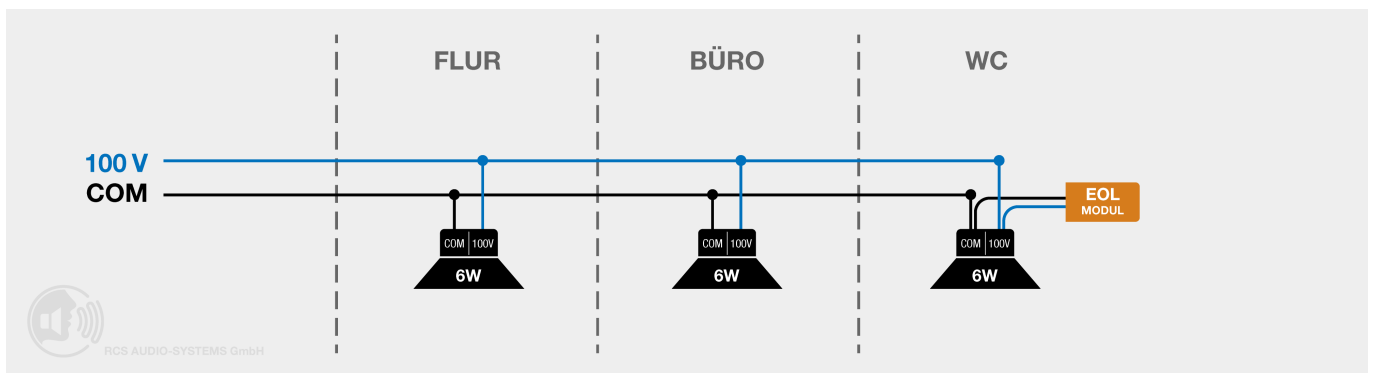 FLUR
BÜRO
WC
100 V
COM
EOL
MODUL
COM 100V
6W
COM 100V
6W
COM 100V
6W
RCS AUDIO-SYSTEMS GmbH